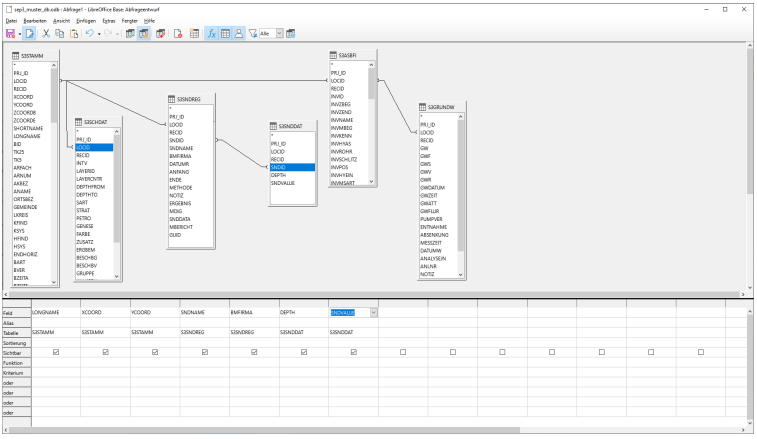 sep3_muster_db.odb : Abfrage1 - LibreOffice Base: Abfrageentwurf
Datei Bearbeiten Ansicht Einfügen Extras Fenster Hilfe
fx Alle
S3STAMM
*
PRJ_ID
LOCID
RECID
XCOORD
YCOORD
ZCOORDB
ZCOORDE
SHORTNAME
LONGNAME
BID
TK25
TK5
ARFACH
ARNUM
AKBEZ
ANAME
ORTSBEZ
GEMEINDE
LKREIS
KFIND
KSYS
HFIND
HSYS
ENDHORIZ
BART
BVER
BZEITA
S3SCHDAT
*
PRJ_ID
LOCID
RECID
INTV
LAYERID
LAYERCNTR
DEPTHFROM
DEPTHTO
SART
STRAT
PETRO
GENESE
FARBE
ZUSATZ
ERDBEM
BESCHBG
BESCHBV
GRUPPE
S3SNDREG
*
PRJ_ID
LOCID
RECID
SNDID
SNDNAME
BMFIRMA
DATUMR
ANFANG
ENDE
METHODE
NOTIZ
ERGEBNIS
MDIG
SNDDATA
MBERICHT
GUID
S3SNDDAT
*
PRJ_ID
LOCID
RECID
SNDID
DEPTH
SNDVALUE
S3ASBFI
*
PRJ_ID
LOCID
RECID
INVID
INVZBEG
INVZEND
INVNAME
INVMBEG
INVKENN
INVHYAS
INVROHR
INVSCHLITZ
INVPOS
INVHYEIN
INVMSART
S3GRUNDW
*
PRJ_ID
LOCID
RECID
GW
GWF
GWS
GWV
GWR
GWDATUM
GWZEIT
GWATT
GWFLUR
PUMPVER
ENTNAHME
ABSENKUNG
MESSZEIT
DATUMW
ANALYSEJN
ANLNR
NOTIZ
Feld LONGNAME XCOORD YCOORD SNDNAME BMFIRMA DEPTH SNDVALUE
Alias
Tabelle S3STAMM S3STAMM S3STAMM S3SNDREG S3SNDREG S3SNDDAT S3SNDDAT
Sortierung
Sichtbar
Funktion
Kriterium
oder
oder
oder
oder